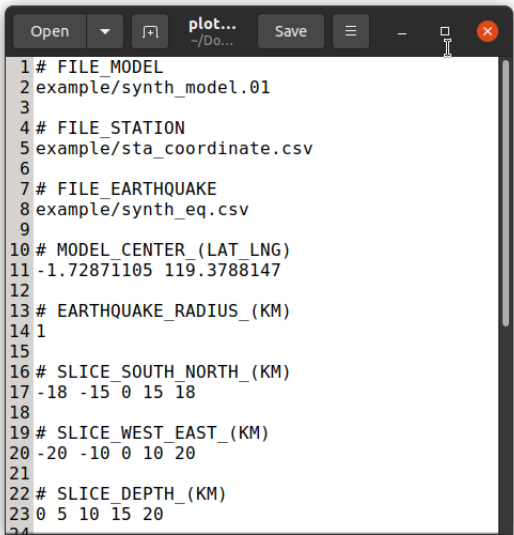 Open
plot...
~/Do...
Save
1 # FILE_MODEL
2 example/synth_model.01
3
4 # FILE_STATION
5 example/sta_coordinate.csv
6
7 # FILE_EARTHQUAKE
8 example/synth_eq.csv
9
10 # MODEL_CENTER_(LAT_LNG)
11 -1.72871105 119.3788147
12
13 # EARTHQUAKE_RADIUS_(KM)
14 1
15
16 # SLICE_SOUTH_NORTH_(KM)
17 -18 -15 0 15 18
18
19 # SLICE_WEST_EAST_(KM)
20 -20 -10 0 10 20
21
22 # SLICE_DEPTH_(KM)
23 0 5 10 15 20
24